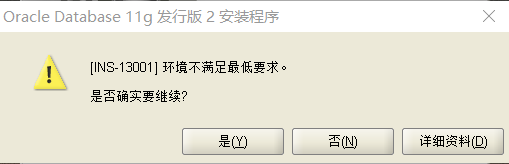 Oracle Database 11g 发行版 2 安装程序
[INS-13001] 环境不满足最低要求。
是否确实要继续?
是(Y)
否(N)
详细资料(D)